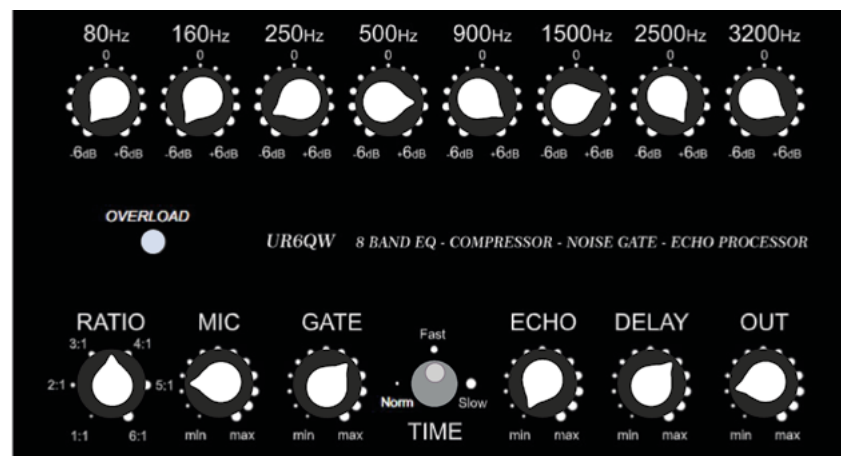 80Hz 160Hz 250Hz 500Hz 900Hz 1500Hz 2500Hz 3200Hz
0 0 0 0 0 0 0 0
-6dB +6dB -6dB +6dB -6dB +6dB -6dB +6dB -6dB +6dB -6dB +6dB -6dB +6dB -6dB +6dB
OVERLOAD
UR6QW 8 BAND EQ - COMPRESSOR - NOISE GATE - ECHO PROCESSOR
RATIO MIC GATE ECHO DELAY OUT
Fast
3:1 4:1
2:1 5:1
Norm Slow
1:1 6:1 min max min max min max min max min max
TIME